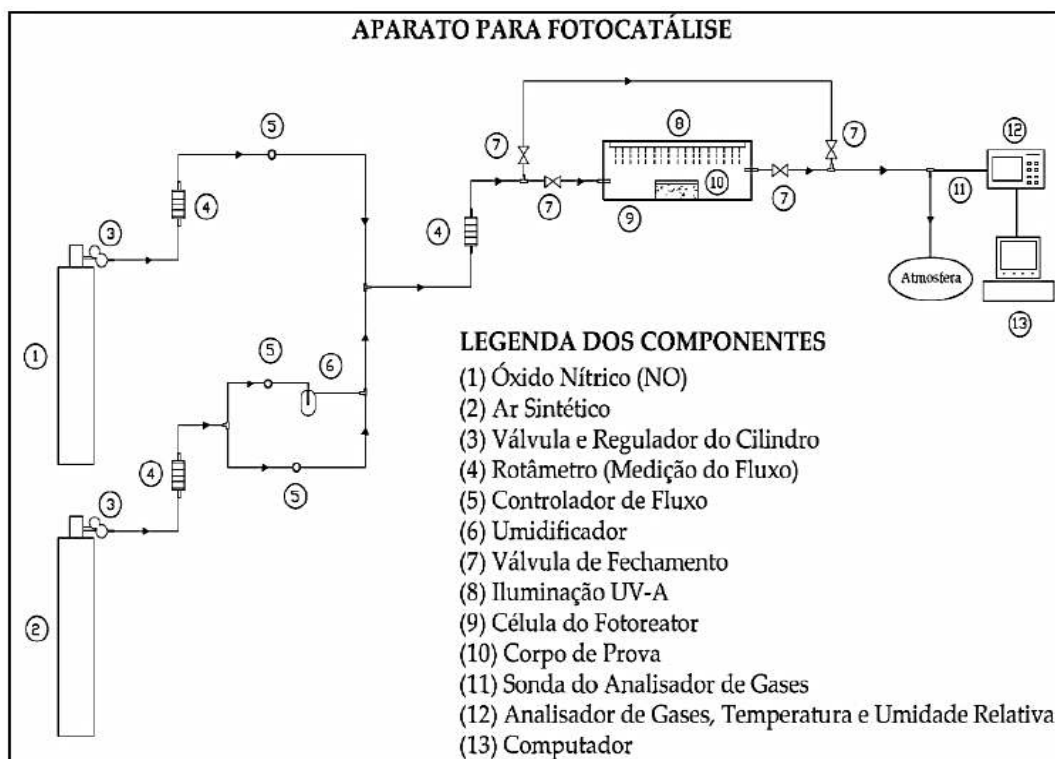 APARATO PARA FOTOCATÁLISE
5
8
7
7
12
4
10
3
4
7
9
7
11
Atmosfera
13
1
5
6
4
5
3
2
LEGENDA DOS COMPONENTES
(1) Óxido Nítrico (NO)
(2) Ar Sintético
(3) Válvula e Regulador do Cilindro
(4) Rotâmetro (Medição do Fluxo)
(5) Controlador de Fluxo
(6) Umidificador
(7) Válvula de Fechamento
(8) Iluminação UV-A
(9) Célula do Fotoreator
(10) Corpo de Prova
(11) Sonda do Analisador de Gases
(12) Analisador de Gases, Temperatura e Umidade Relativa
(13) Computador